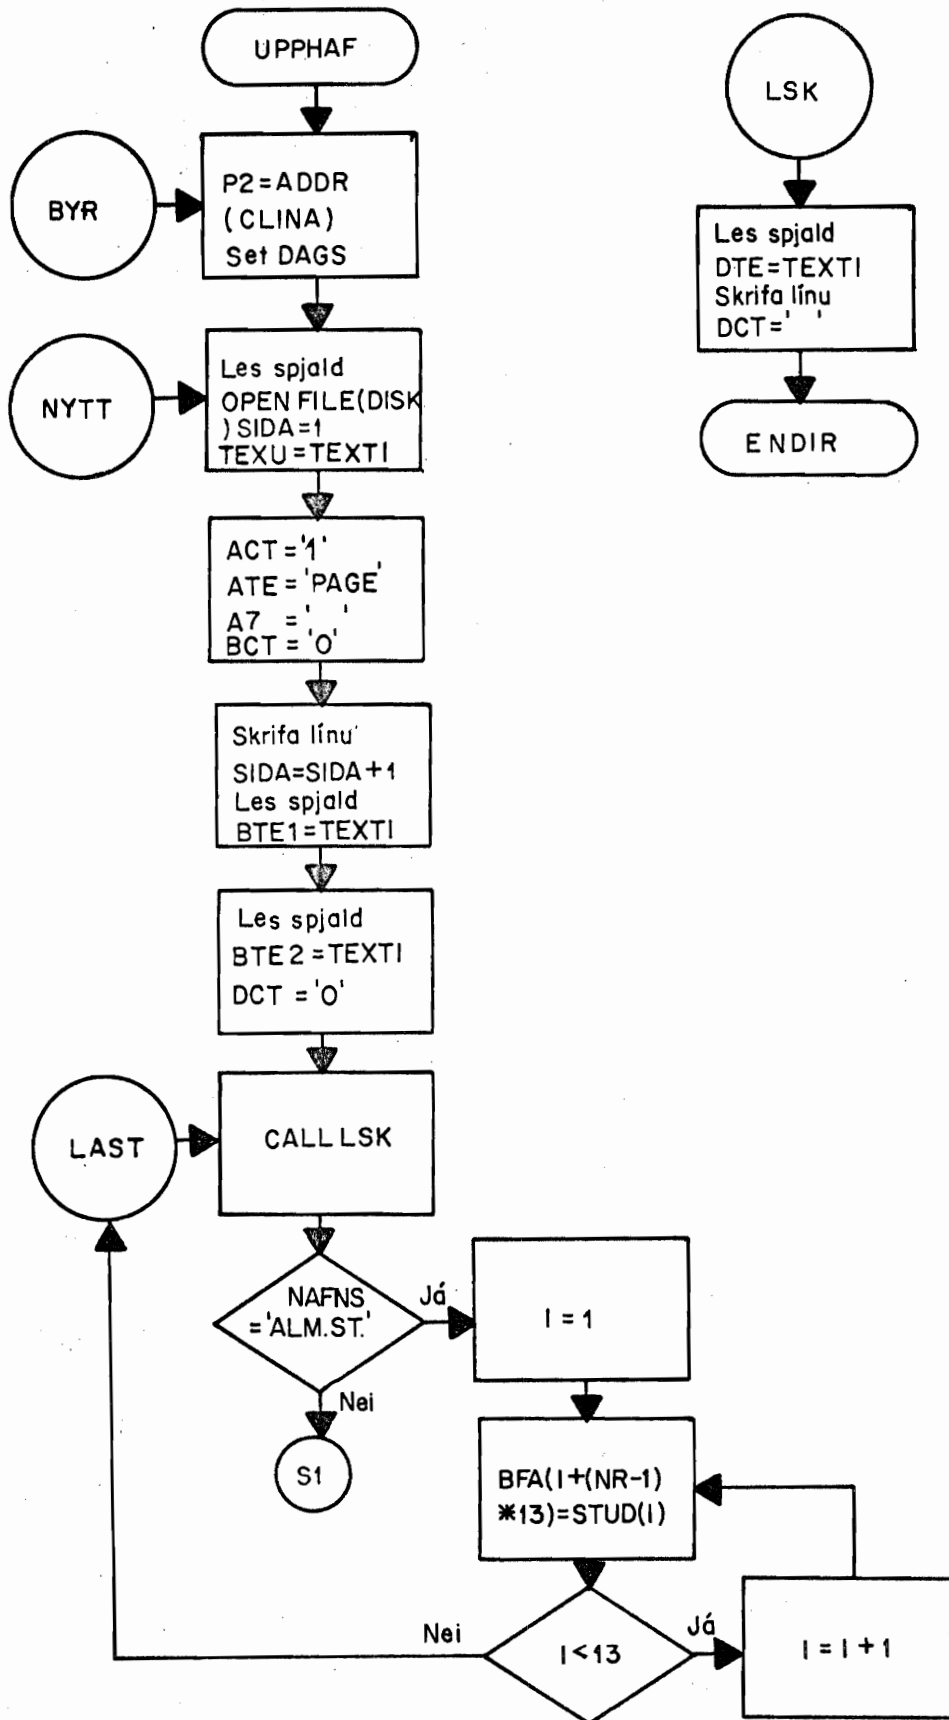 UPPHAF
BYR
P2=ADDR
(CLINA)
Set DAGS
NYTT
Les spjald
OPEN FILE(DISK
)SIDA=1
TEXU=TEXTI
ACT='1'
ATE='PAGE'
A7 =' '
BCT='0'
Skrifa línu
SIDA=SIDA+1
Les spjald
BTE1=TEXTI
Les spjald
BTE2=TEXTI
DCT='0'
LAST
CALL LSK
NAFNS
='ALM.ST.'
Já
Nei
S1
I=1
BFA(I+(NR-1)
*13)=STUD(I)
I<13
Nei
Já
I=I+1
LSK
Les spjald
DTE=TEXTI
Skrifa línu
DCT=' '
ENDIR